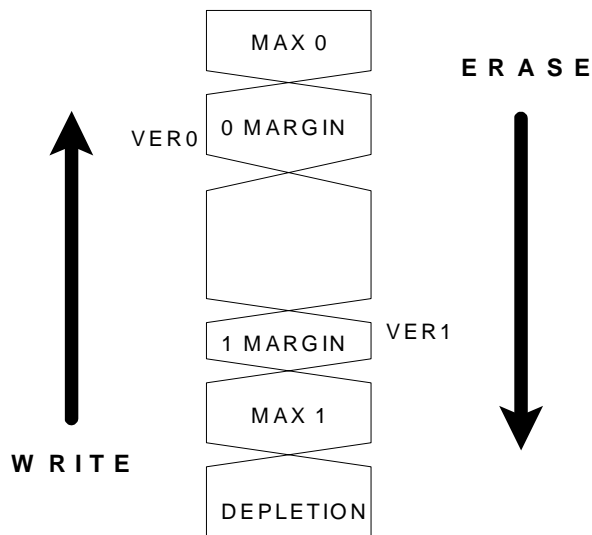 MAX 0
ERASE
VER0
0 MARGIN
1 MARGIN
VER1
MAX 1
WRITE
DEPLETION